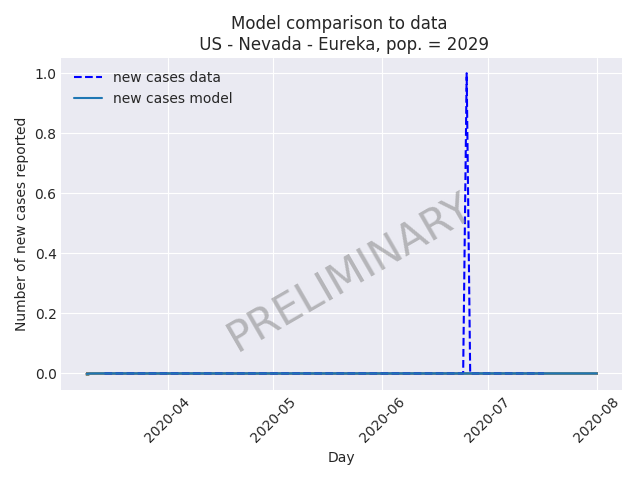 Model comparison to data
US - Nevada - Eureka, pop. = 2029
new cases data
new cases model
Number of new cases reported
1.0
0.8
0.6
0.4
0.2
0.0
PRELIMINARY
2020-04
2020-05
2020-06
2020-07
2020-08
Day